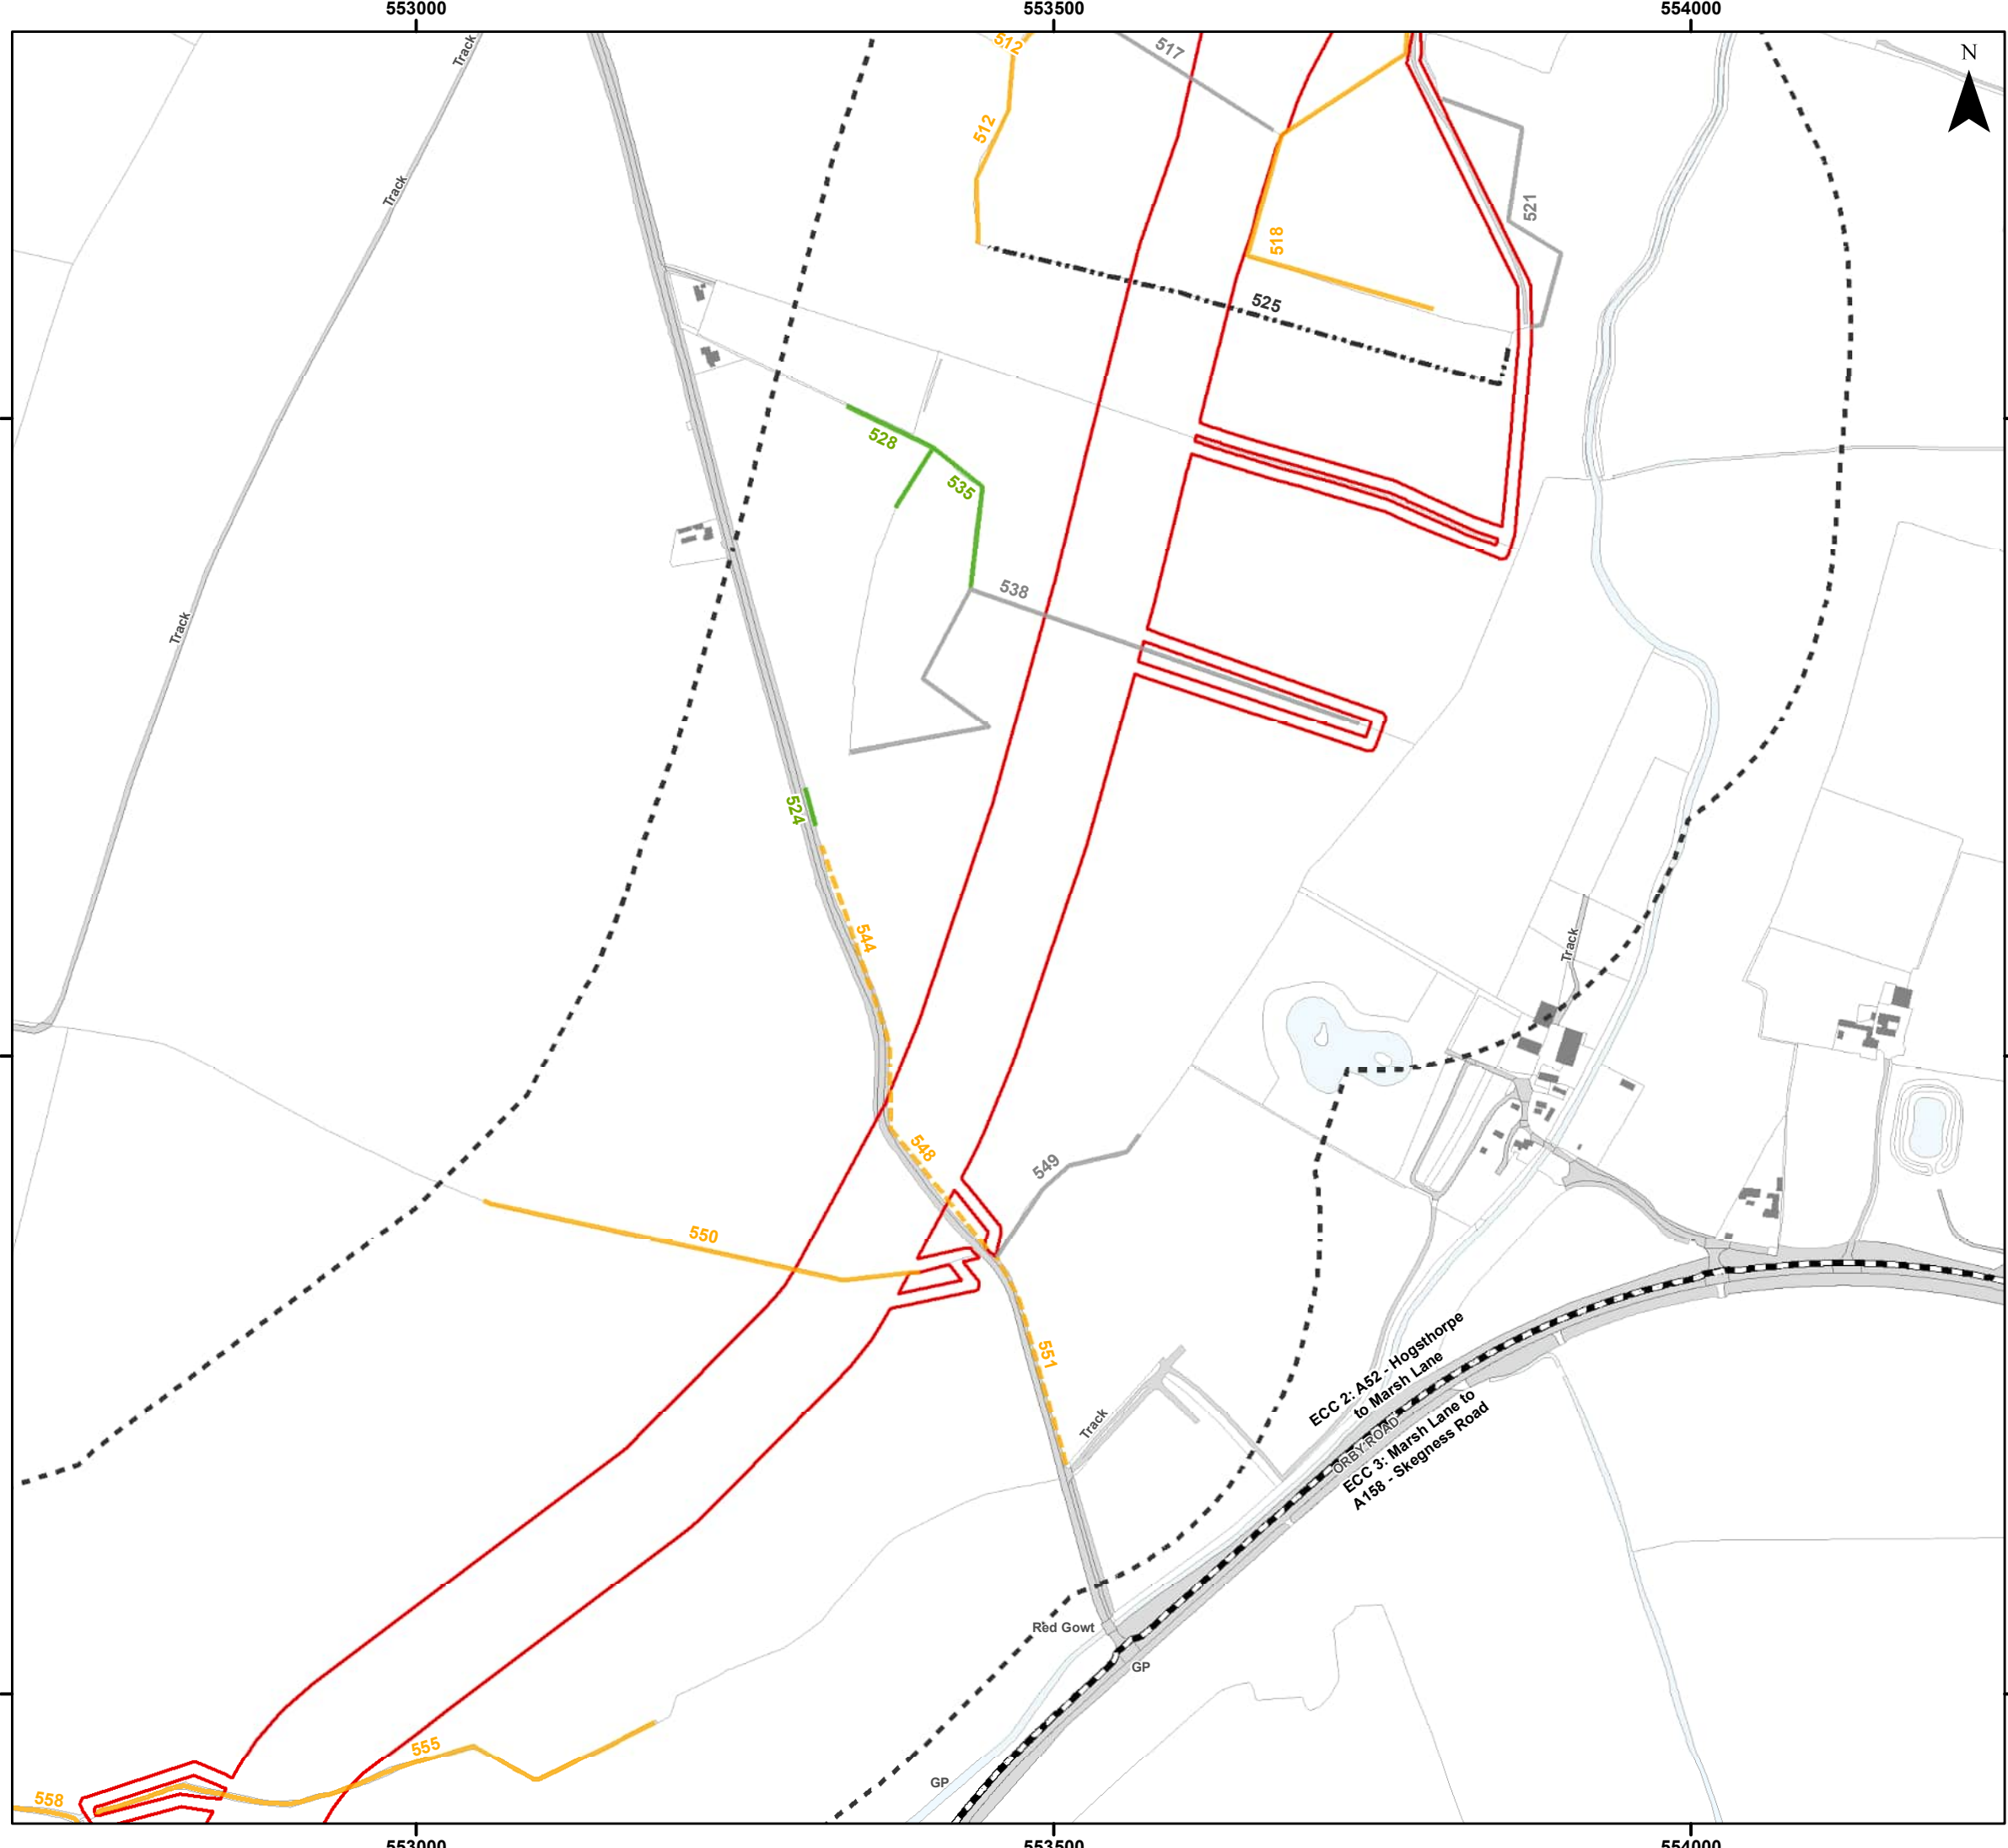 553000
553500
554000
N
Track
512
517
512
Track
521
518
525
528
535
538
Track
524
544
Track
548
549
550
551
ECC 2: A52 - Hogsthorpe
to Marsh Lane
Track
ORBY ROAD
ECC 3: Marsh Lane to
A158 - Skegness Road
Red Gowt
GP
555
GP
558
553000
553500
554000